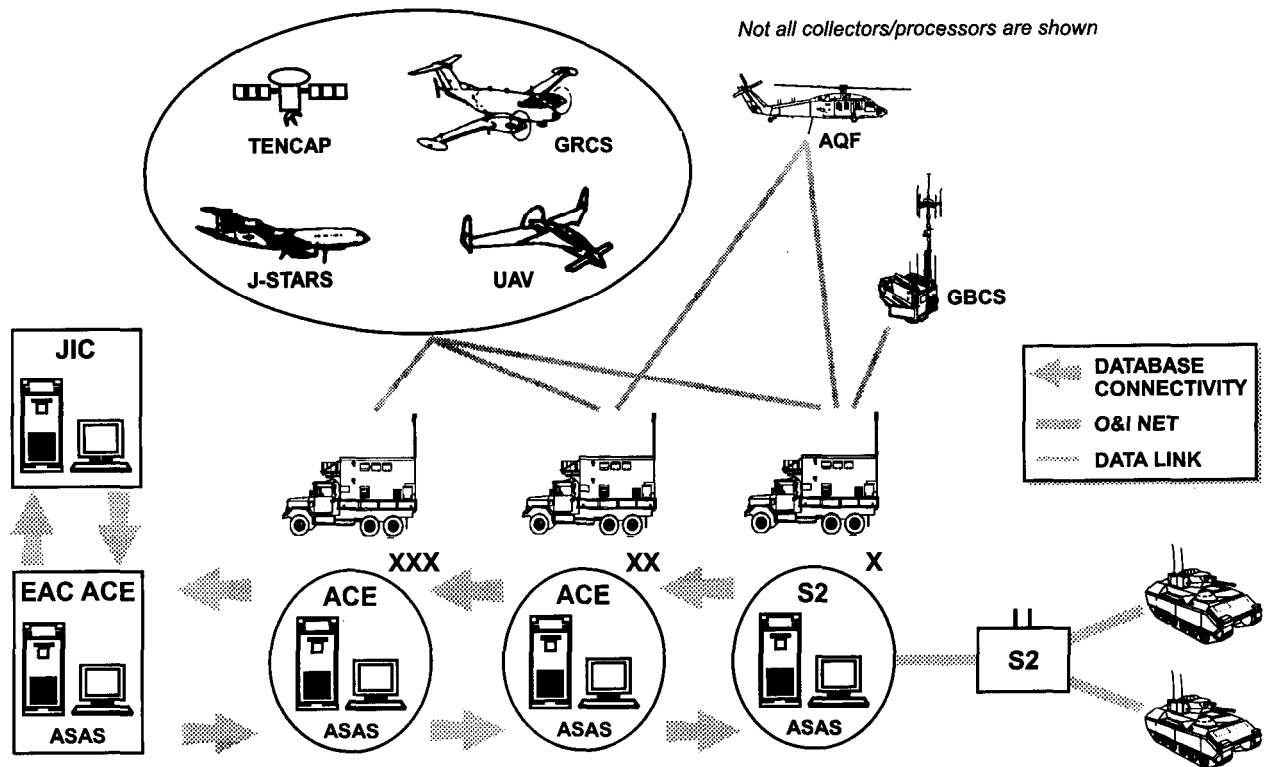 Not all collectors/processors are shown
TENCAP
GRCS
AQF
J-STARS
UAV
GBCS
JIC
DATABASE
CONNECTIVITY
O&I NET
DATA LINK
XXX
XX
X
EAC ACE
ASAS
ACE
ASAS
ACE
ASAS
S2
ASAS
S2